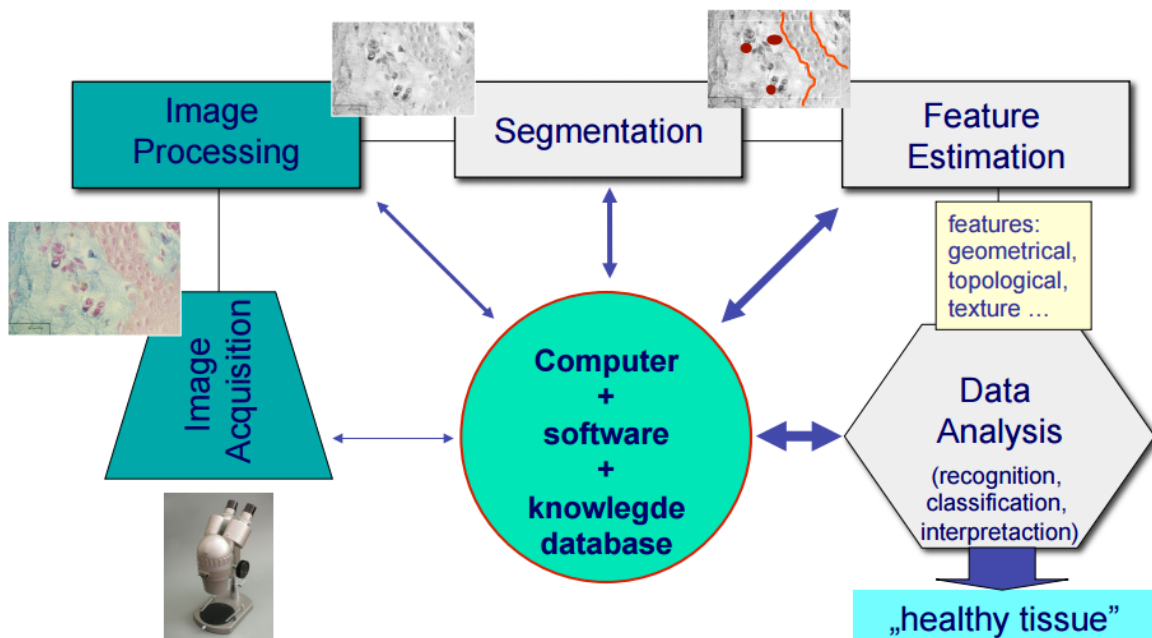 Image
Processing
Segmentation
Feature
Estimation
features:
geometrical,
topological,
texture ...
Image
Acquisition
Computer
+
software
+
knowlegde
database
Data
Analysis
(recognition,
classification,
interpretaction)
„healthy tissue”